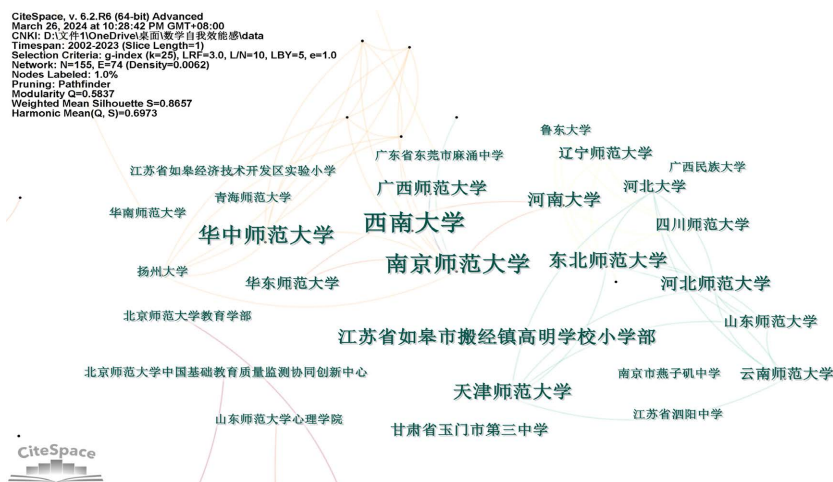 CiteSpace, v. 6.2.R6 (64-bit) Advanced
March 26, 2024 at 10:28:42 PM GMT+08:00
CNKI: D:\文件1\OneDrive\桌面\数学自我效能感\data
Timespan: 2002-2023 (Slice Length=1)
Selection Criteria: g-index (k=25), LRF=3.0, L/N=10, LBY=5, e=1.0
Network: N=155, E=74 (Density=0.0062)
Nodes Labeled: 1.0%
Pruning: Pathfinder
Modularity Q=0.5837
Weighted Mean Silhouette S=0.8657
Harmonic Mean(Q, S)=0.6973
鲁东大学
广东省东莞市麻涌中学
辽宁师范大学
江苏省如皋经济技术开发区实验小学
广西民族大学
广西师范大学
河北大学
青海师范大学
河南大学
华南师范大学
西南大学
四川师范大学
华中师范大学
南京师范大学
东北师范大学
扬州大学
华东师范大学
河北师范大学
北京师范大学教育学部
山东师范大学
江苏省如皋市搬经镇高明学校小学部
北京师范大学中国基础教育质量监测协同创新中心
南京市燕子矶中学
云南师范大学
天津师范大学
山东师范大学心理学院
江苏省泗阳中学
甘肃省玉门市第三中学
CiteSpace